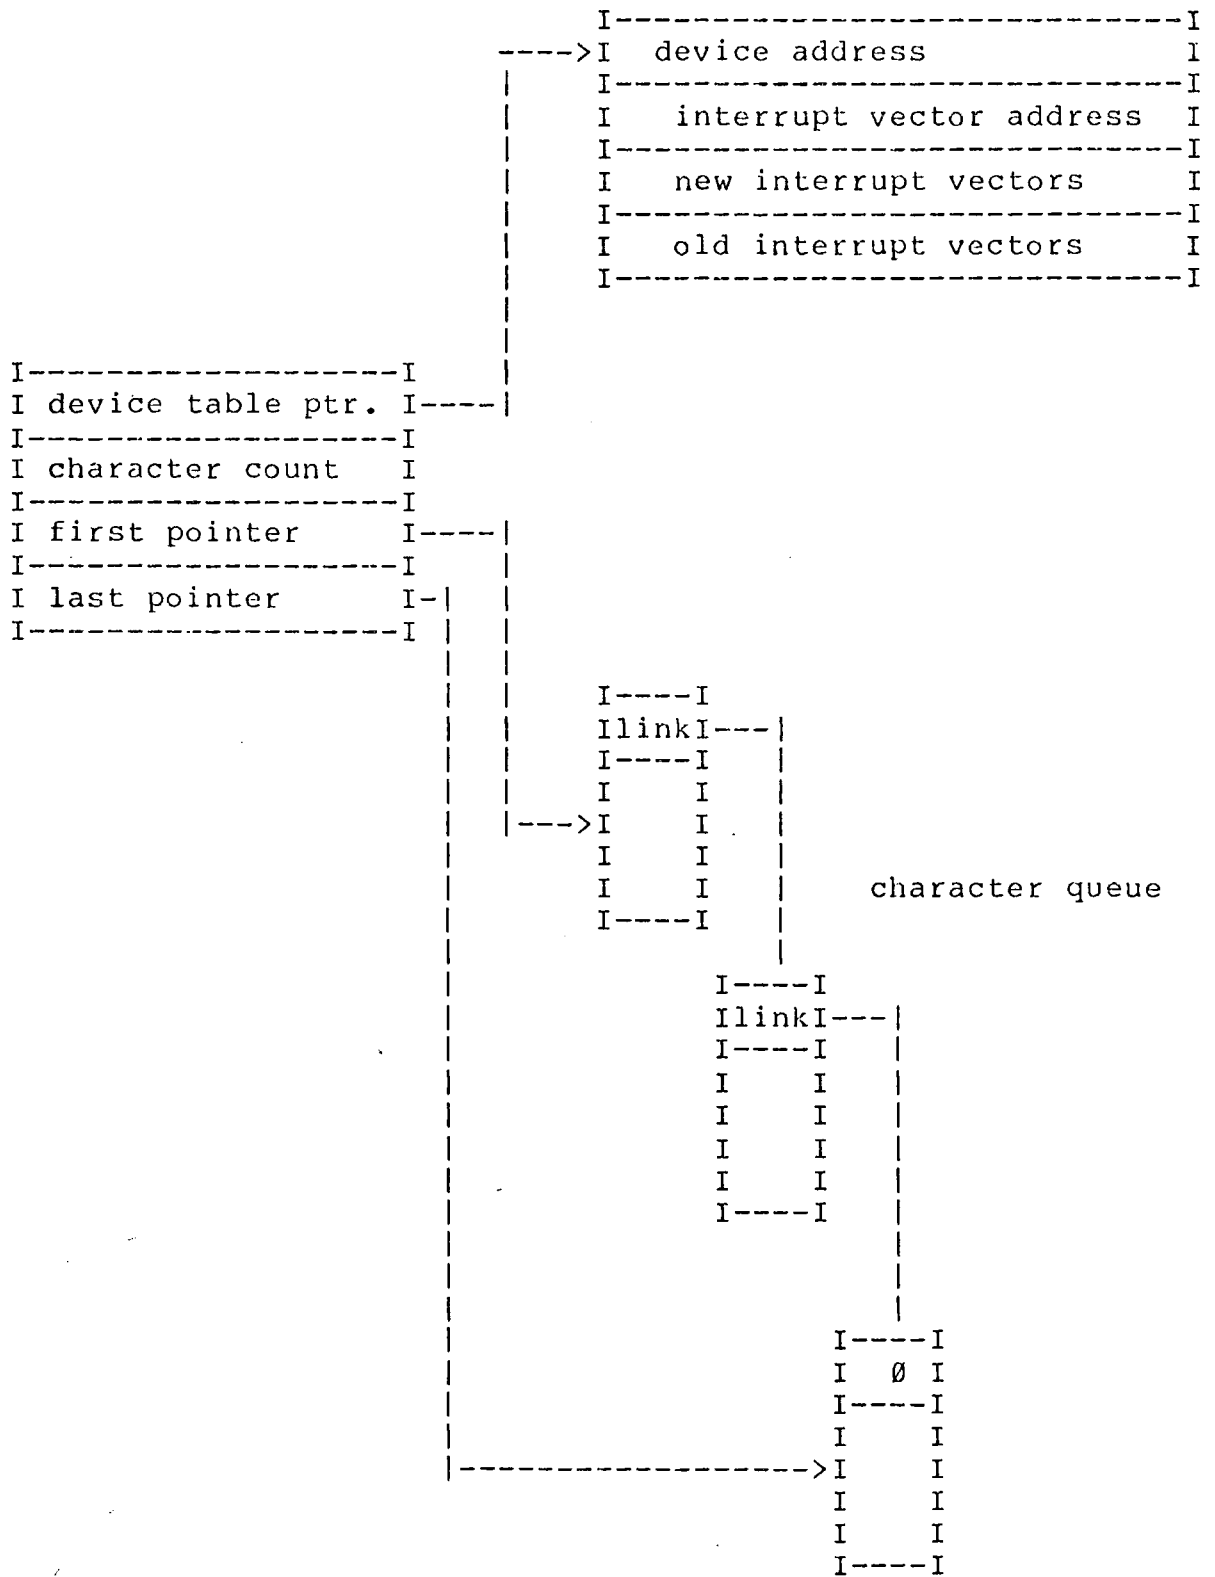 device address
interrupt vector address
new interrupt vectors
old interrupt vectors
device table ptr.
character count
first pointer
last pointer
link
character queue
link
Ø